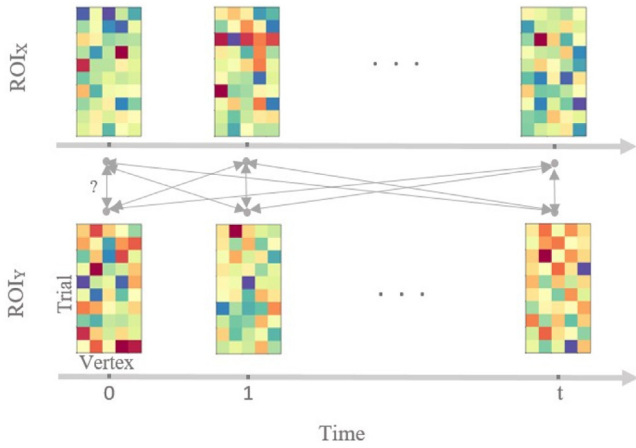 ROIX
. . .
?
ROIY
Trial
. . .
Vertex
0 1 t
Time